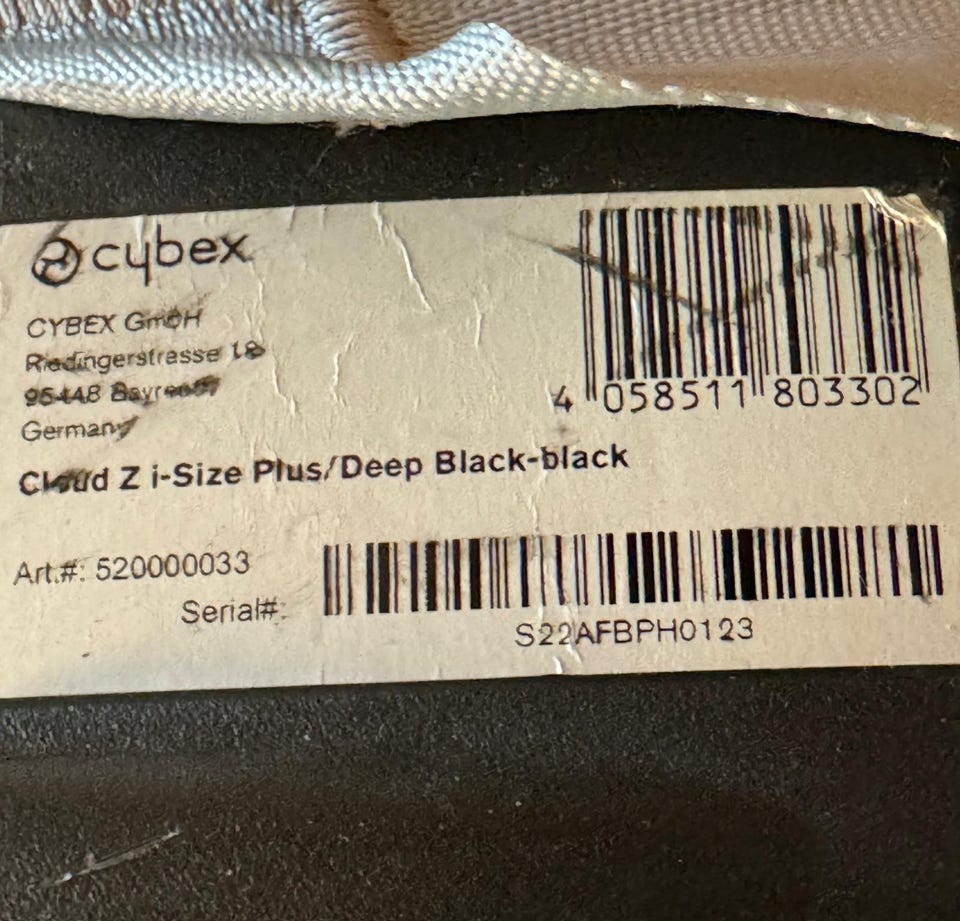 cybex
CYBEX GmbH
Riedingerstrasse 18
95448 Bayreuth
Germany
Cloud Z i-Size Plus/Deep Black-black
4 058511 803302
Art.#: 520000033
Serial#:
S22AFBPH0123